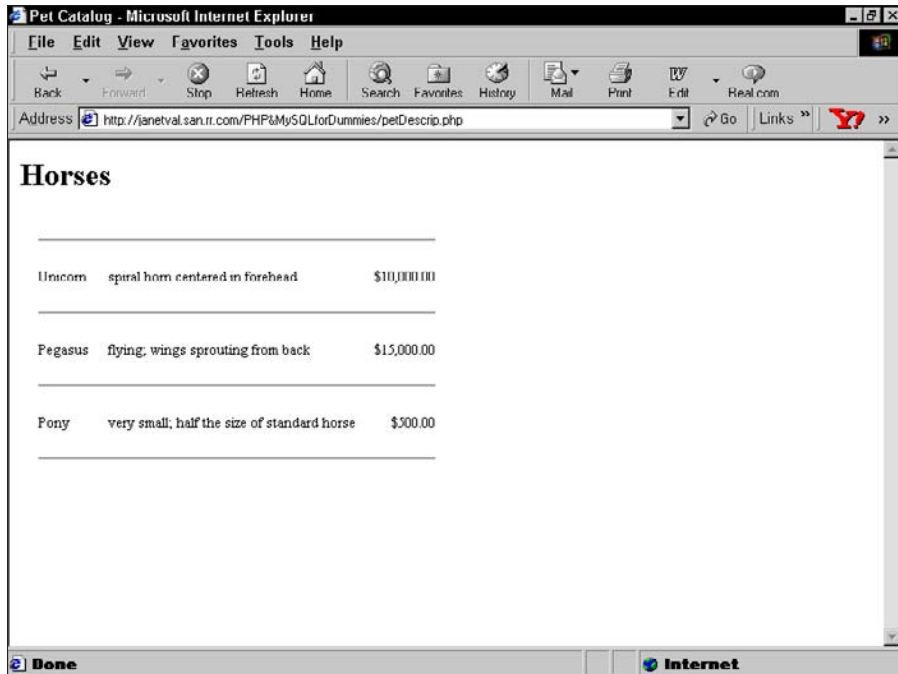 Pet Catalog - Microsoft Internet Explorer
File Edit View Favorites Tools Help
Back Forward Stop Refresh Home Search Favorites History Mail Print Edit Real.com
Address http://janetval.san.rr.com/PHP&MySQLforDummies/petDescrip.php Go Links » Y! »
Horses
Unicorn spiral horn centered in forehead $10,000.00
Pegasus flying; wings sprouting from back $15,000.00
Pony very small; half the size of standard horse $500.00
Done Internet